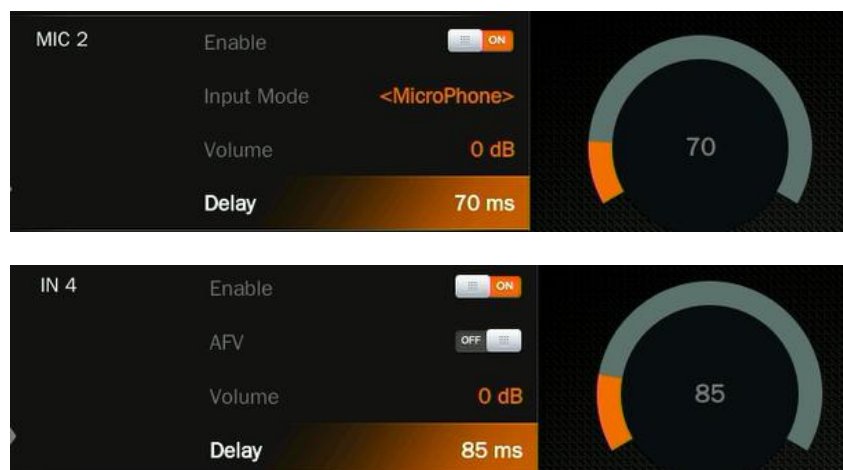 MIC 2 Enable ON
Input Mode <MicroPhone>
Volume 0 dB
Delay 70 ms
70
IN 4 Enable ON
AFV OFF
Volume 0 dB
Delay 85 ms
85